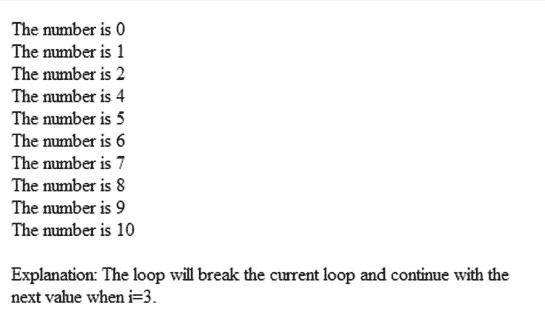 The number is 0
The number is 1
The number is 2
The number is 4
The number is 5
The number is 6
The number is 7
The number is 8
The number is 9
The number is 10
Explanation: The loop will break the current loop and continue with the
next value when i=3.